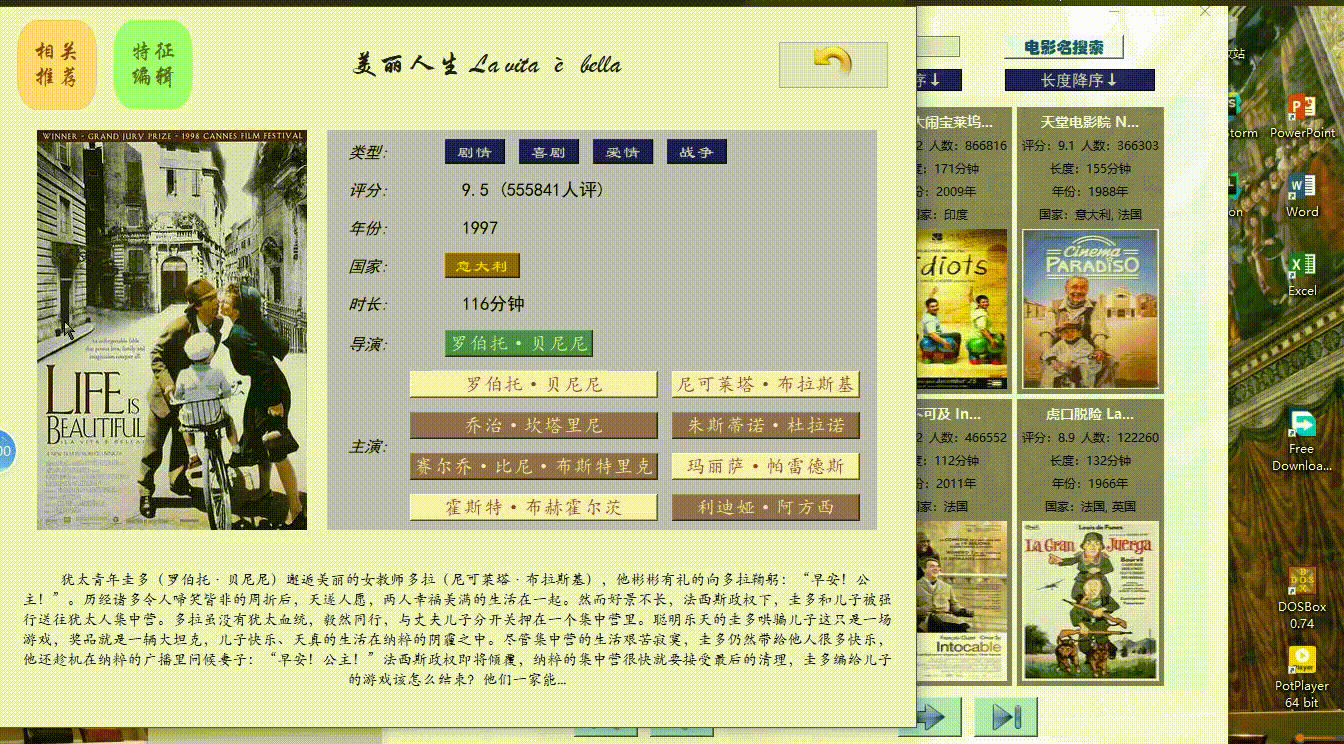 相关
推荐
特征
编辑
美丽人生 La vita è bella
WINNER - GRAND JURY PRIZE - 1998 CANNES FILM FESTIVAL
An unforgettable fable
that proves love, family and
imagination conquer all.
LIFE IS
BEAUTIFUL
(LA VITA È BELLA)
类型: 剧情 喜剧 爱情 战争
评分: 9.5 (555841人评)
年份: 1997
国家: 意大利
时长: 116分钟
导演: 罗伯托·贝尼尼
主演:
罗伯托·贝尼尼 尼可莱塔·布拉斯基
乔治·坎塔里尼 朱斯蒂诺·杜拉诺
赛尔乔·比尼·布斯特里克 玛丽萨·帕雷德斯
霍斯特·布赫霍尔茨 利迪娅·阿方西
犹太青年圭多（罗伯托·贝尼尼）邂逅美丽的女教师多拉（尼可莱塔·布拉斯基），他彬彬有礼的向多拉鞠躬：“早安！公
主！”。历经诸多令人啼笑皆非的周折后，天遂人愿，两人幸福美满的生活在一起。然而好景不长，法西斯政权下，圭多和儿子被强
行送往犹太人集中营。多拉虽没有犹太血统，毅然同行，与丈夫儿子分开关押在一个集中营里。聪明乐天的圭多哄骗儿子这只是一场
游戏，奖品就是一辆大坦克，儿子快乐、天真的生活在纳粹的阴霾之中。尽管集中营的生活艰苦寂寞，圭多仍然带给他人很多快乐，
他还趁机在纳粹的广播里问候妻子：“早安！公主！”法西斯政权即将倾覆，纳粹的集中营很快就要接受最后的清理，圭多编给儿子
的游戏该怎么结束？他们一家能…
电影名搜索
序↓
长度降序↓
大闹宝莱坞...
2 人数: 866816
度: 171分钟
份: 2009年
国家: 印度
idiots
天堂电影院 N...
评分: 9.1 人数: 366303
长度: 155分钟
年份: 1988年
国家: 意大利, 法国
Cinema
PARADISO
不可及 In...
2 人数: 466552
度: 112分钟
份: 2011年
国家: 法国
Intocable
虎口脱险 La...
评分: 8.9 人数: 122260
长度: 132分钟
年份: 1966年
国家: 法国, 英国
Louis de Funes
La Gran Juerga
Bourvil
00
站
torm
PowerPoint
on
Word
Excel
Free
Downloa...
DOSBox
0.74
PotPlayer
64 bit